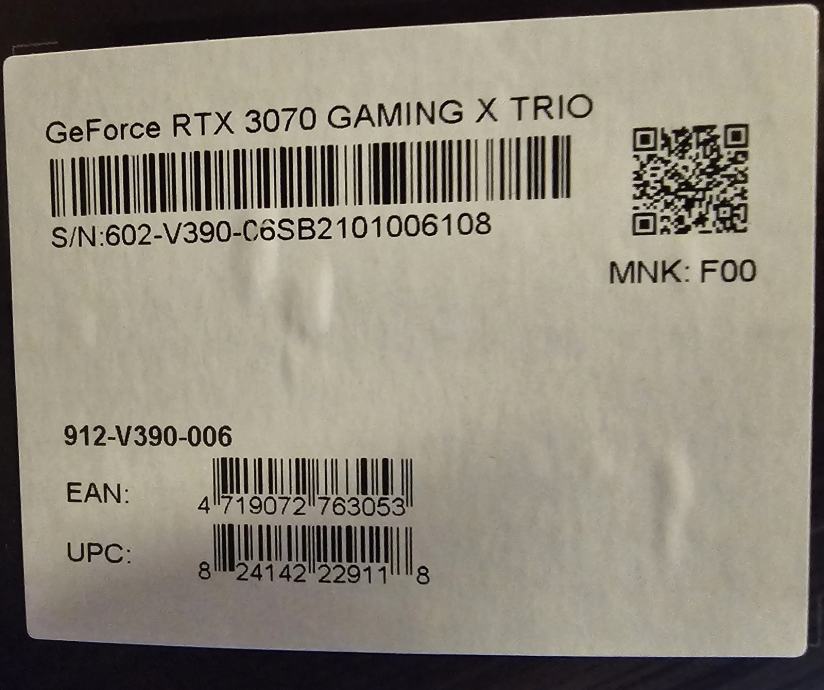 GeForce RTX 3070 GAMING X TRIO
S/N:602-V390-C6SB2101006108
MNK: F00
912-V390-006
EAN: 4 719072 763053
UPC: 8 24142 22911 8